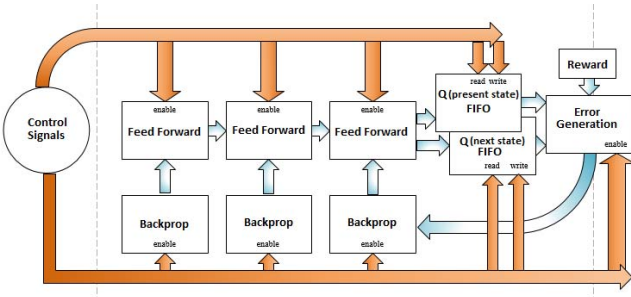 Control
Signals
enable
Feed Forward
enable
Feed Forward
enable
Feed Forward
read write
Q (present state)
FIFO
Q (next state)
FIFO
read write
Reward
Error
Generation
enable
Backprop
enable
Backprop
enable
Backprop
enable